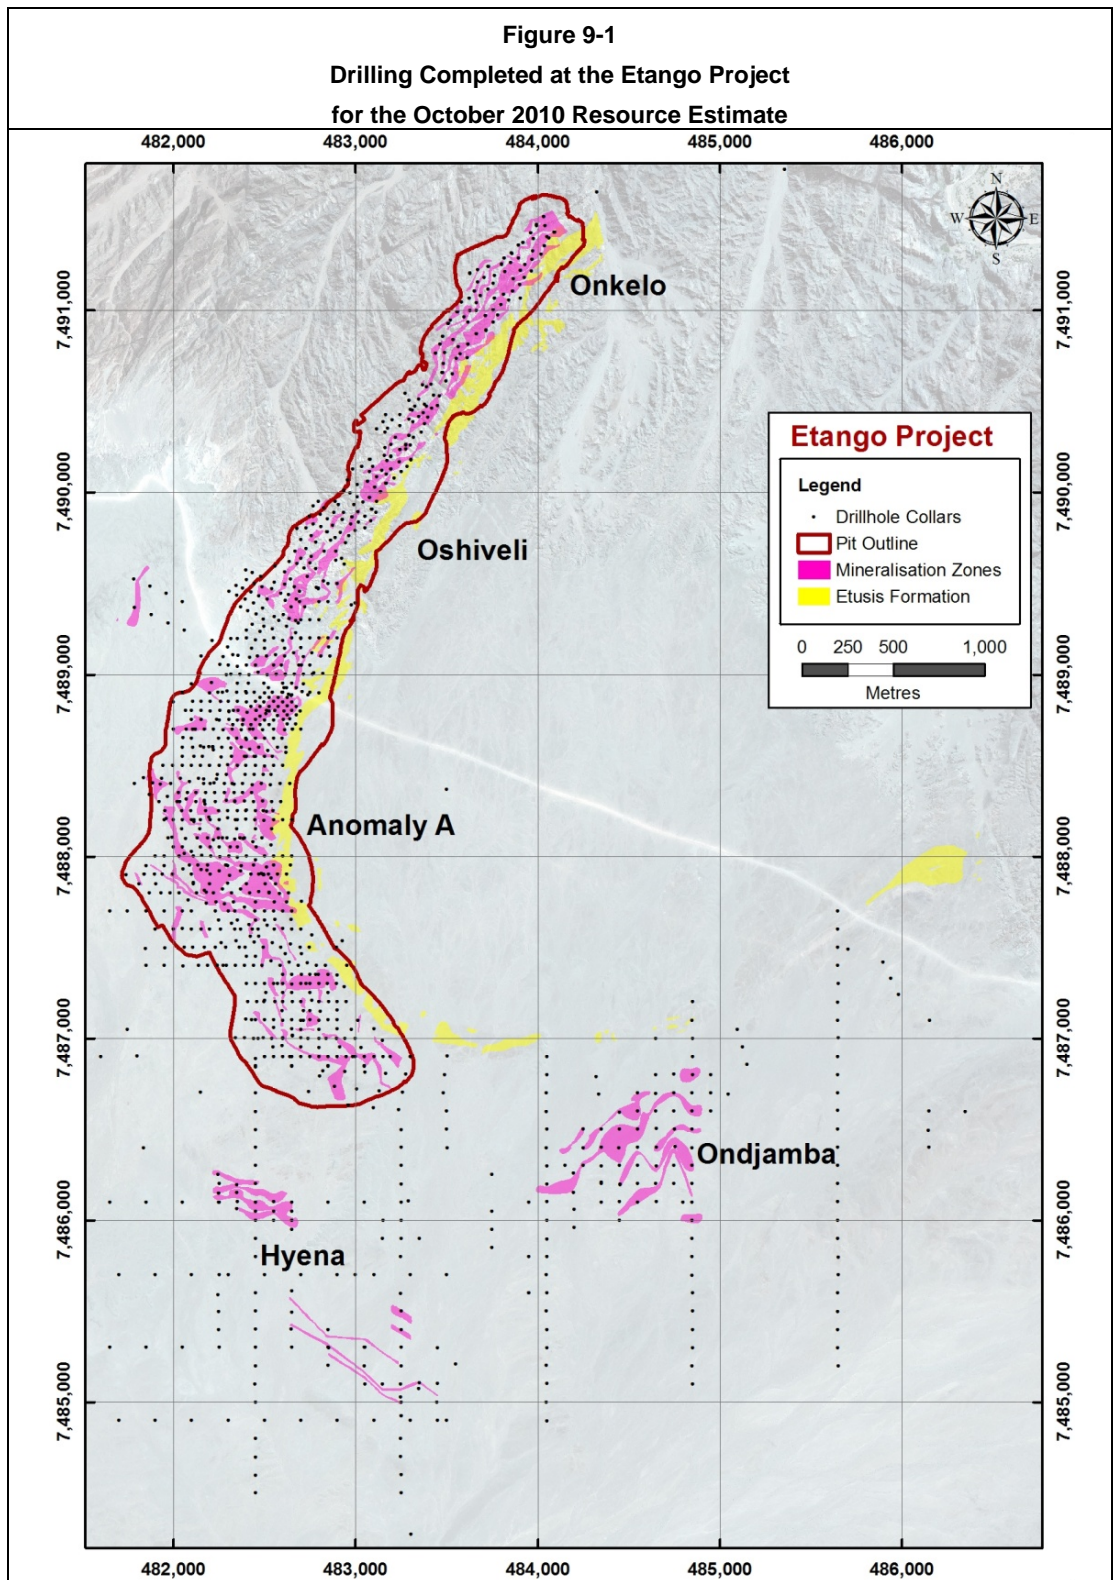 Figure 9-1
Drilling Completed at the Etango Project
for the October 2010 Resource Estimate
482,000 483,000 484,000 485,000 486,000
N
W E
S
7,491,000 7,491,000
Onkelo
Etango Project
Legend
Drillhole Collars
Pit Outline
Mineralisation Zones
Etusis Formation
0 250 500 1,000
Metres
7,490,000 7,490,000
Oshiveli
7,489,000 7,489,000
Anomaly A
7,488,000 7,488,000
7,487,000 7,487,000
Ondjamba
7,486,000 7,486,000
Hyena
7,485,000 7,485,000
482,000 483,000 484,000 485,000 486,000